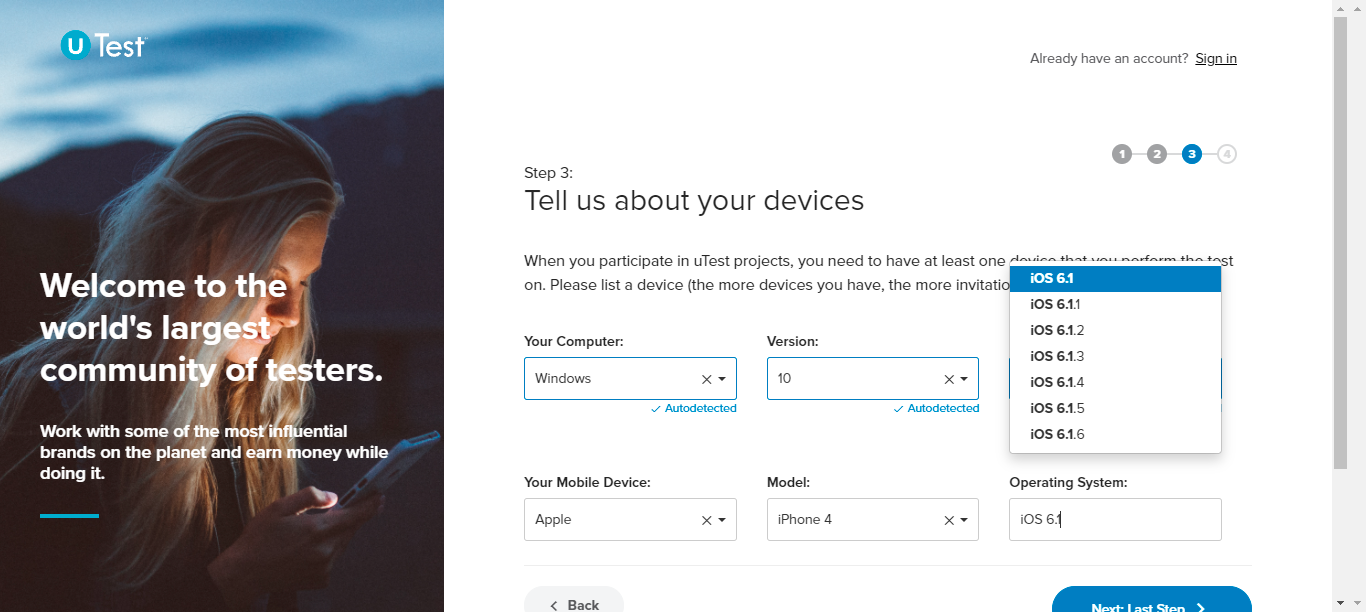 U Test
Already have an account? Sign in
1 2 3 4
Step 3:
Tell us about your devices
When you participate in uTest projects, you need to have at least one device that you perform the test
on. Please list a device (the more devices you have, the more invitatio
Welcome to the
world's largest
community of testers.
Work with some of the most influential
brands on the planet and earn money while
doing it.
Your Computer:
Windows
Autodetected
Version:
10
Autodetected
iOS 6.1
iOS 6.1.1
iOS 6.1.2
iOS 6.1.3
iOS 6.1.4
iOS 6.1.5
iOS 6.1.6
Your Mobile Device:
Apple
Model:
iPhone 4
Operating System:
iOS 6.1
Back
Next: Last Step